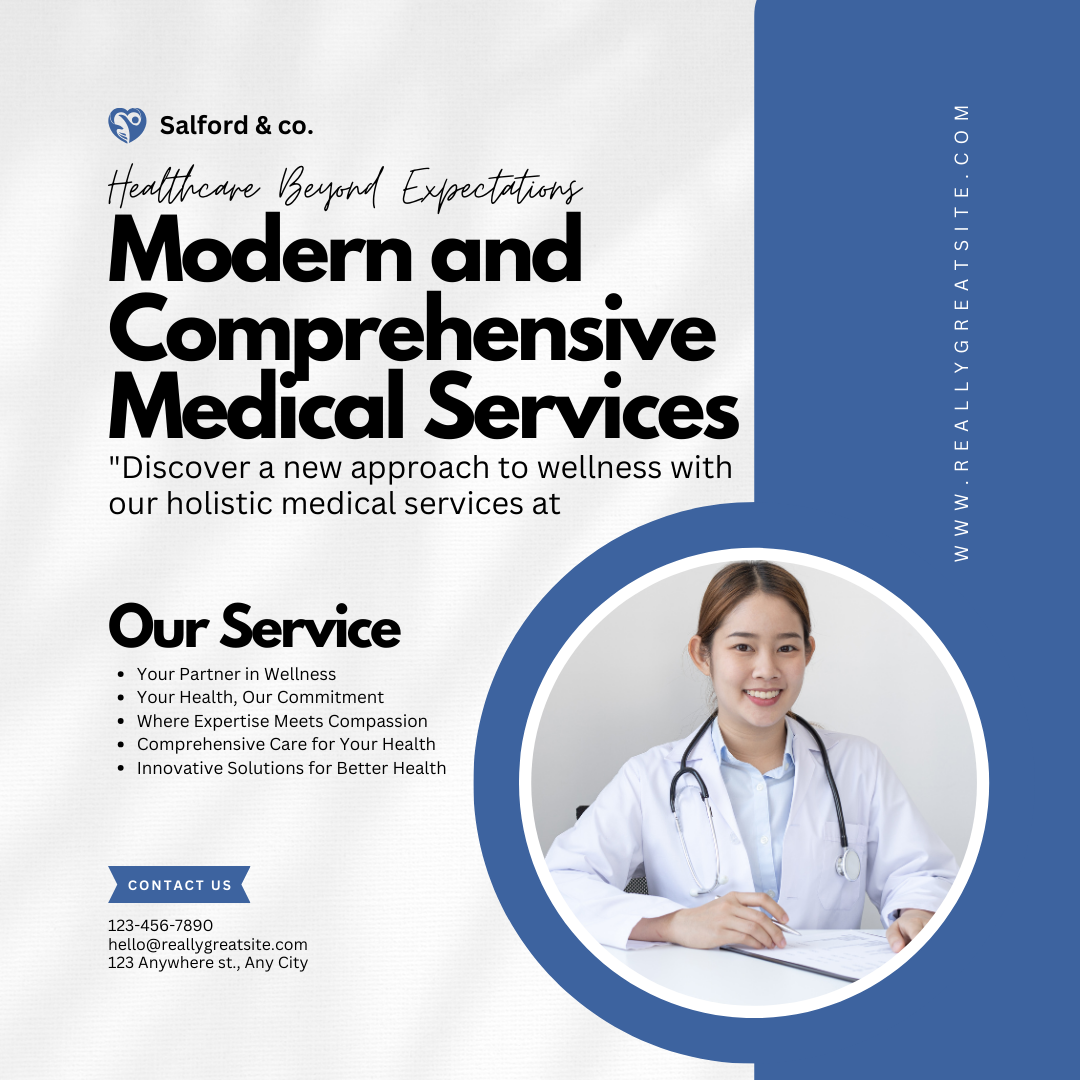 Salford & co.
Healthcare Beyond Expectations
Modern and
Comprehensive
Medical Services
"Discover a new approach to wellness with
our holistic medical services at
Our Service
• Your Partner in Wellness
• Your Health, Our Commitment
• Where Expertise Meets Compassion
• Comprehensive Care for Your Health
• Innovative Solutions for Better Health
CONTACT US
123-456-7890
hello@reallygreatsite.com
123 Anywhere st., Any City
WWW.REALLYGREATSITE.COM